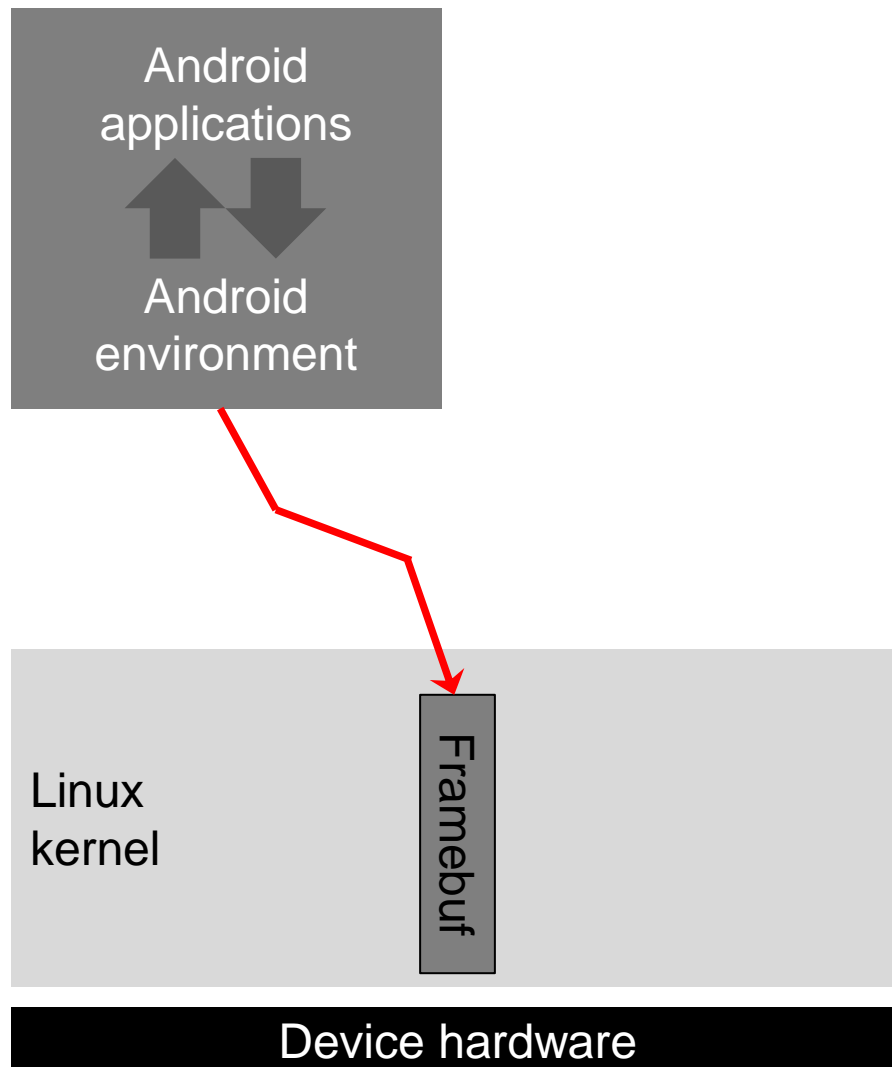 Android
applications
Android
environment
Linux
kernel
Framebuf
Device hardware